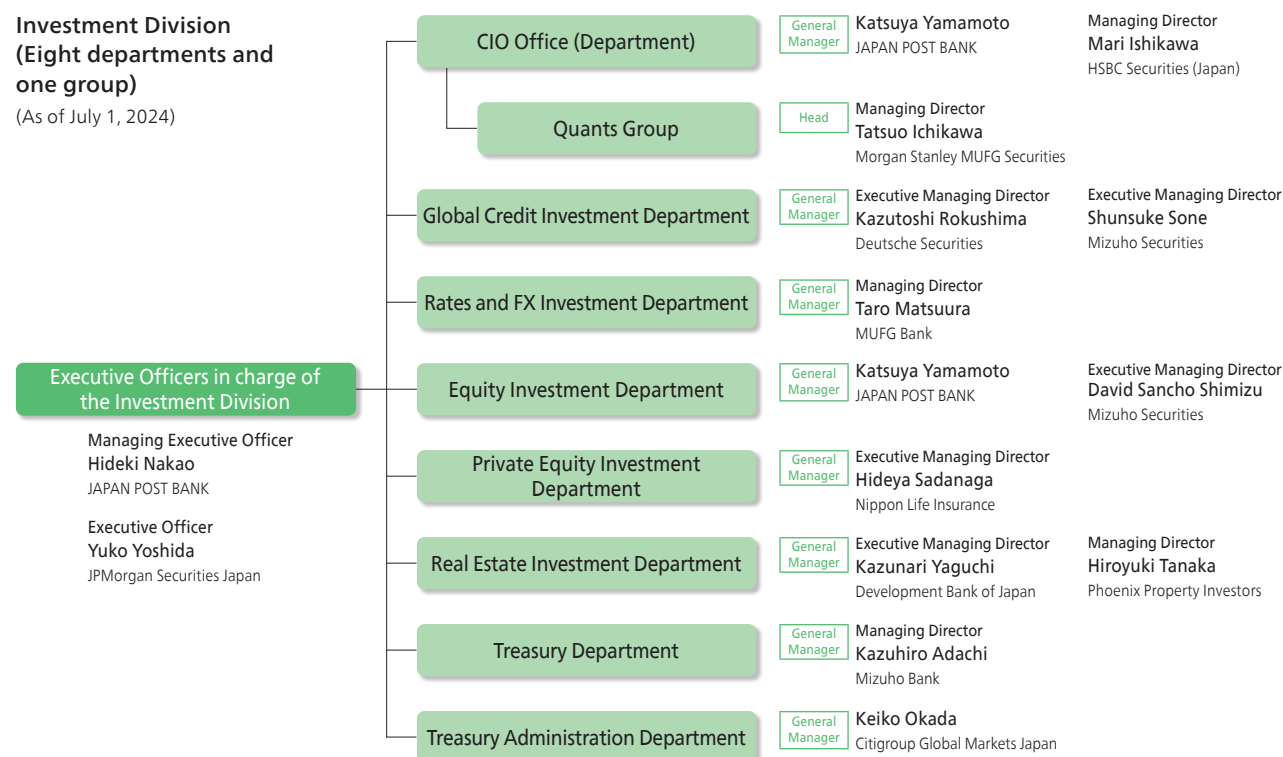 Investment Division
(Eight departments and
one group)
(As of July 1, 2024)
Executive Officers in charge of
the Investment Division
Managing Executive Officer
Hideki Nakao
JAPAN POST BANK
Executive Officer
Yuko Yoshida
JPMorgan Securities Japan
CIO Office (Department)
General
Manager
Katsuya Yamamoto
JAPAN POST BANK
Managing Director
Mari Ishikawa
HSBC Securities (Japan)
Quants Group
Head
Managing Director
Tatsuo Ichikawa
Morgan Stanley MUFG Securities
Global Credit Investment Department
General
Manager
Executive Managing Director
Kazutoshi Rokushima
Deutsche Securities
Executive Managing Director
Shunsuke Sone
Mizuho Securities
Rates and FX Investment Department
General
Manager
Managing Director
Taro Matsuura
MUFG Bank
Equity Investment Department
General
Manager
Katsuya Yamamoto
JAPAN POST BANK
Executive Managing Director
David Sancho Shimizu
Mizuho Securities
Private Equity Investment
Department
General
Manager
Executive Managing Director
Hideya Sadanaga
Nippon Life Insurance
Real Estate Investment Department
General
Manager
Executive Managing Director
Kazunari Yaguchi
Development Bank of Japan
Managing Director
Hiroyuki Tanaka
Phoenix Property Investors
Treasury Department
General
Manager
Managing Director
Kazuhiro Adachi
Mizuho Bank
Treasury Administration Department
General
Manager
Keiko Okada
Citigroup Global Markets Japan